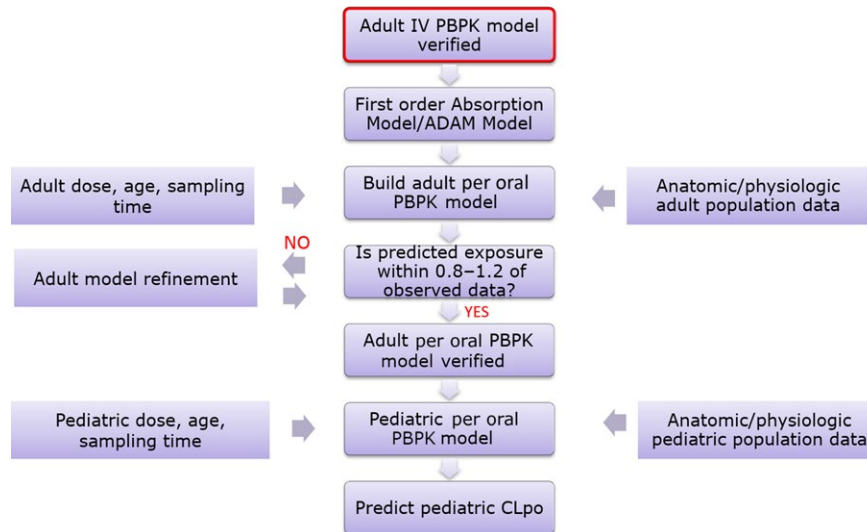 Adult IV PBPK model
verified
First order Absorption
Model/ADAM Model
Adult dose, age, sampling
time
Build adult per oral
PBPK model
Anatomic/physiologic
adult population data
NO
Adult model refinement
Is predicted exposure
within 0.8–1.2 of
observed data?
YES
Adult per oral PBPK
model verified
Pediatric dose, age,
sampling time
Pediatric per oral
PBPK model
Anatomic/physiologic
pediatric population data
Predict pediatric CLpo